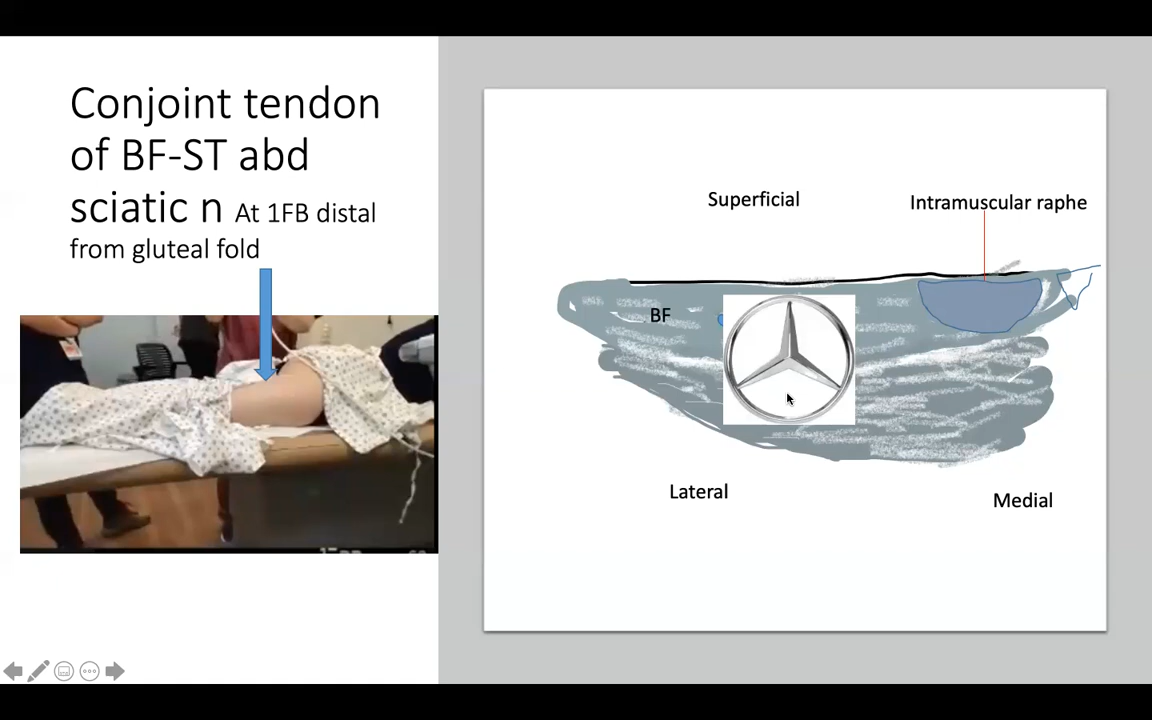 Conjoint tendon
of BF-ST abd
sciatic n At 1FB distal
from gluteal fold
Superficial
Intramuscular raphe
BF
Lateral
Medial